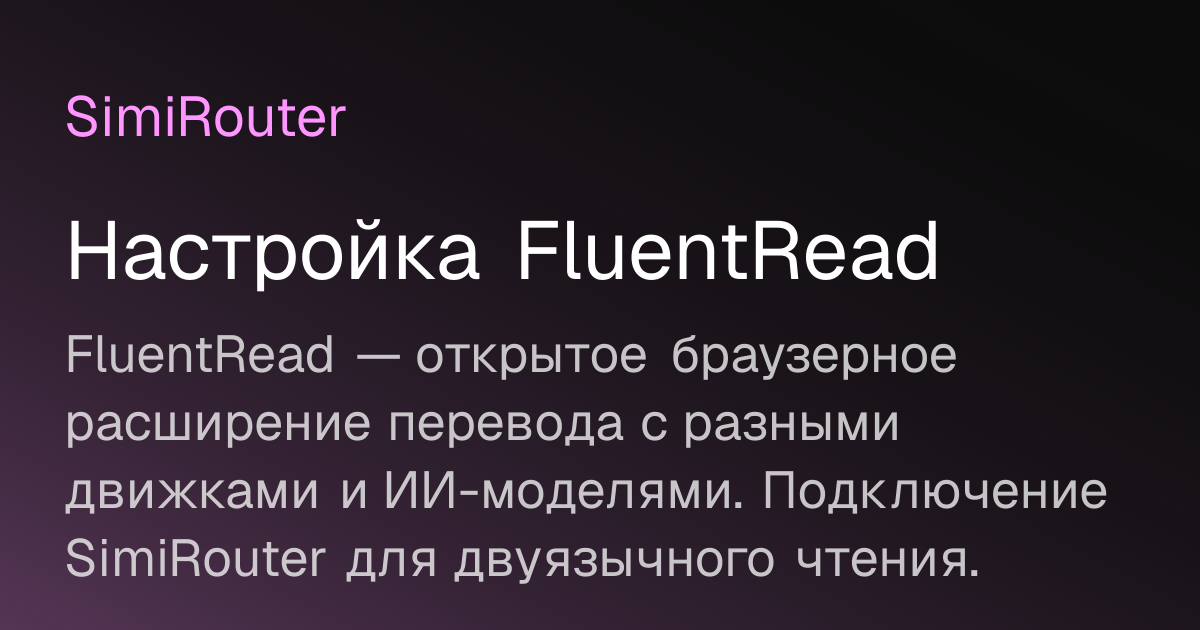 SimiRouter
Настройка FluentRead
FluentRead — открытое браузерное
расширение перевода с разными
движками и ИИ-моделями. Подключение
SimiRouter для двуязычного чтения.